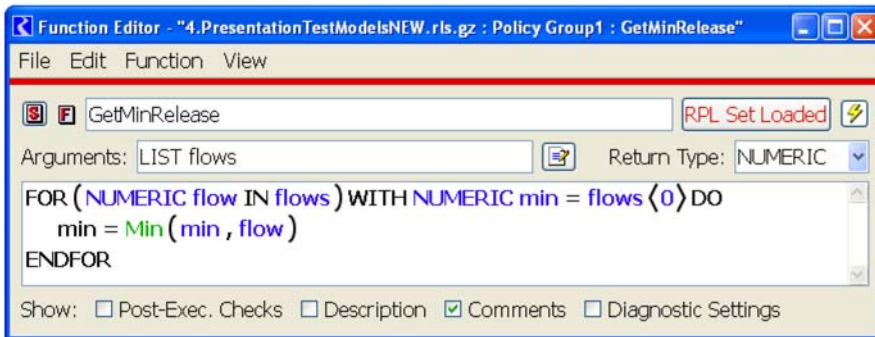 Function Editor - "4.PresentationTestModelsNEW.rls.gz : Policy Group1 : GetMinRelease"
File Edit Function View
S F GetMinRelease RPL Set Loaded
Arguments: LIST flows Return Type: NUMERIC
FOR ( NUMERIC flow IN flows ) WITH NUMERIC min = flows ⟨0⟩ DO
min = Min ( min , flow )
ENDFOR
Show: Post-Exec. Checks Description Comments Diagnostic Settings